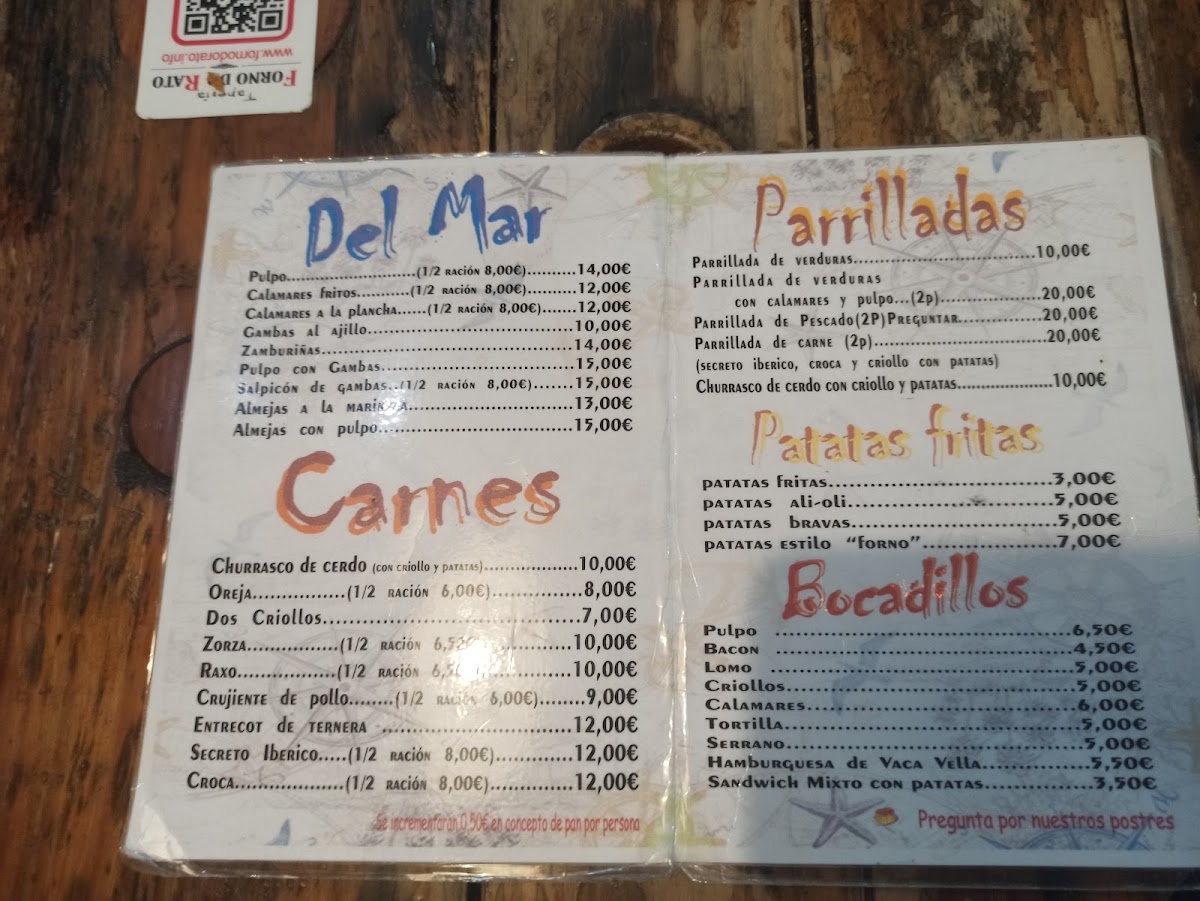 www.fornodorato.info
FORNO DO RATO
Tapería
Del Mar
Pulpo..............................(1/2 ración 8,00€)..........14,00€
Calamares fritos...........(1/2 ración 8,00€)..........12,00€
Calamares a la plancha......(1/2 ración 8,00€).......12,00€
Gambas al ajillo.............................................10,00€
Zamburiñas....................................................14,00€
Pulpo con Gambas........................................15,00€
Salpicón de gambas..(1/2 ración 8,00€).......15,00€
Almejas a la.................................13,00€
Almejas con pulpo........................................15,00€
Carnes
Churrasco de cerdo (con criollo y patatas)...................10,00€
Oreja................(1/2 ración 6,00€)................8,00€
Dos Criollos.............................................7,00€
Zorza.................(1/2 ración ................10,00€
Raxo..................(1/2 ración ................10,00€
Crujiente de pollo........(1/2 ración 6,00€)........9,00€
Entrecot de ternera .................................12,00€
Secreto Iberico.....(1/2 ración 8,00€)..............12,00€
Croca....................(1/2 ración 8,00€)...............12,00€
Se incrementarán 0,50€ en concepto de pan por persona
Parrilladas
Parrillada de verduras....................................10,00€
Parrillada de verduras
con calamares y pulpo...(2p)....................20,00€
Parrillada de Pescado(2P)Preguntar.................20,00€
Parrillada de carne (2p)...................................20,00€
(secreto iberico, croca y criollo con patatas)
Churrasco de cerdo con criollo y patatas.....................10,00€
Patatas fritas
patatas fritas.................................3,00€
patatas ali-oli...............................5,00€
patatas bravas...............................5,00€
patatas estilo “forno”....................7,00€
Bocadillos
Pulpo ...........................................6,50€
Bacon ...........................................4,50€
Lomo ............................................5,00€
Criollos..........................................5,00€
Calamares.......................................6,00€
Tortilla...........................................5,00€
Serrano..........................................5,00€
Hamburguesa de Vaca Vella................5,50€
Sandwich Mixto con patatas................3,50€
Pregunta por nuestros postres